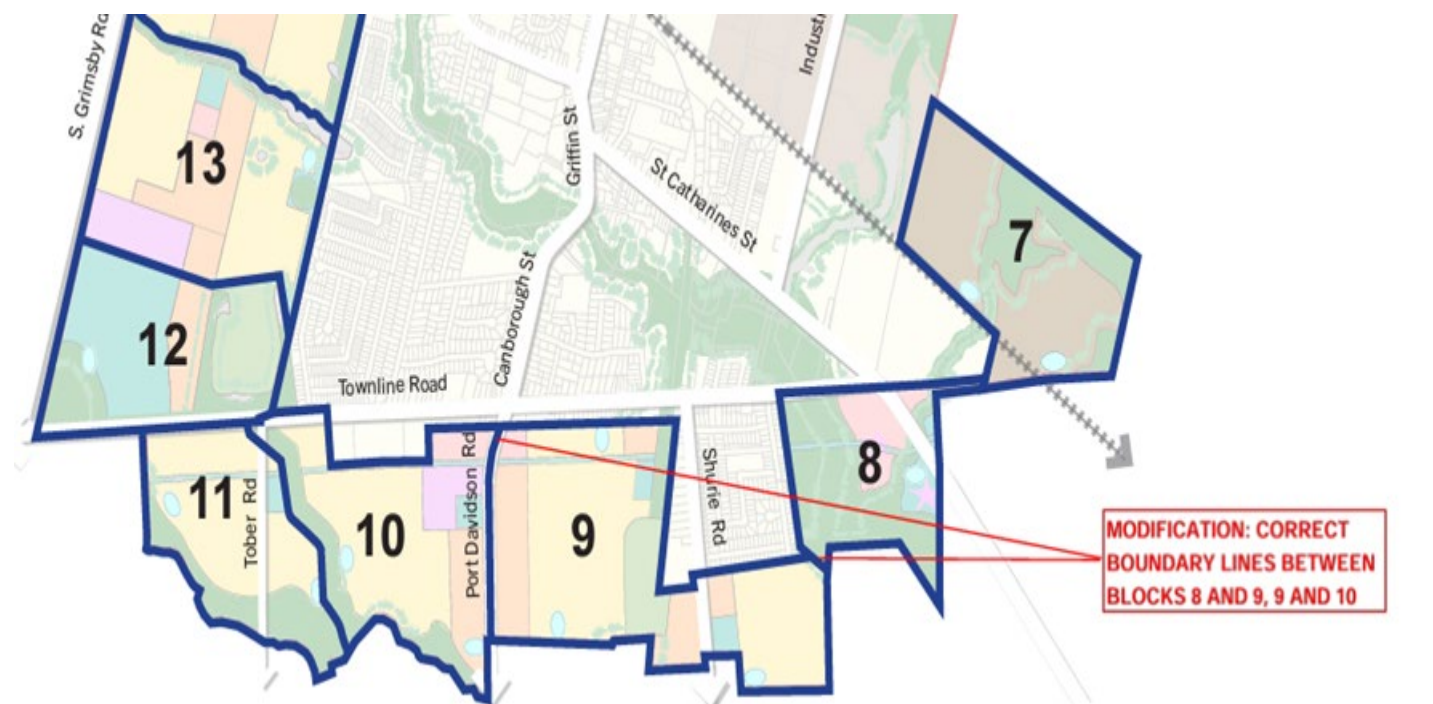 S. Grimsby Rd
Indust
13
Griffin St
St Catharines St
7
12
Canborough St
Townline Road
8
11
Tober Rd
10
Port Davidson Rd
9
Shurie Rd
MODIFICATION: CORRECT
BOUNDARY LINES BETWEEN
BLOCKS 8 AND 9, 9 AND 10